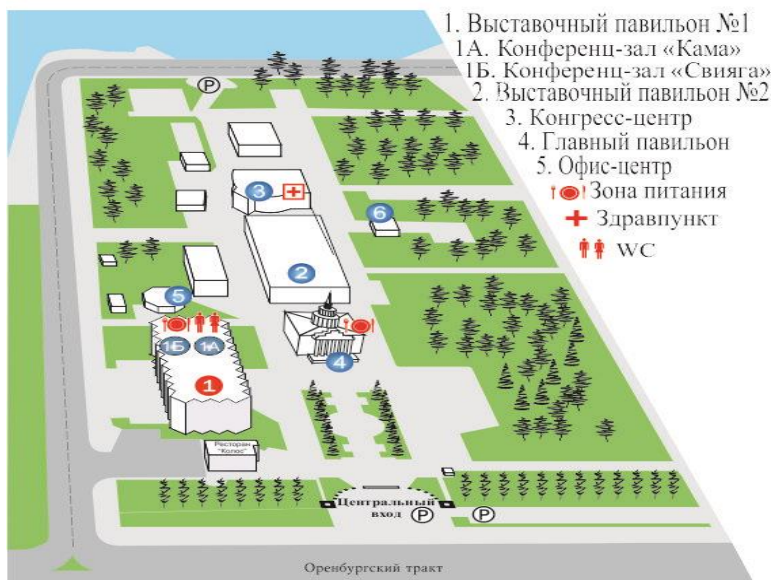 1. Выставочный павильон №1
1А. Конференц-зал «Кама»
1Б. Конференц-зал «Свияга»
2. Выставочный павильон №2
3. Конгресс-центр
4. Главный павильон
5. Офис-центр
Зона питания
Здравпункт
WC
P
3
6
2
5
1Б 1А
4
1
Ресторан
"Колос"
Центральный
вход P P
Оренбургский тракт